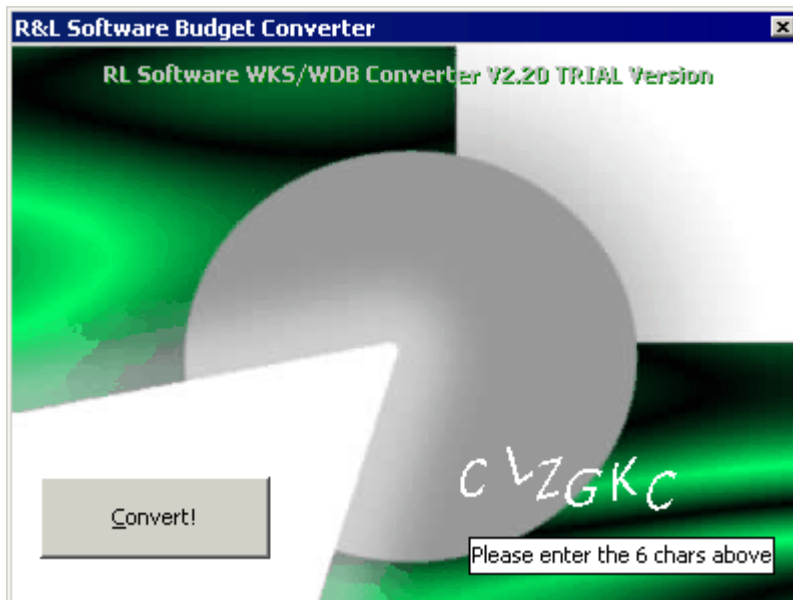 R&L Software Budget Converter
RL Software WKS/WDB Converter V2.20 TRIAL Version
CLZGKC
Convert!
Please enter the 6 chars above